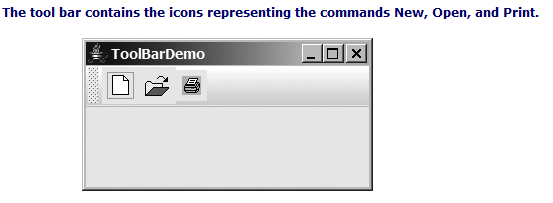 The tool bar contains the icons representing the commands New, Open, and Print.
ToolBarDemo